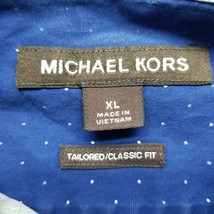 MICHAEL KORS
XL
MADE IN
VIETNAM
TAILORED/CLASSIC FIT